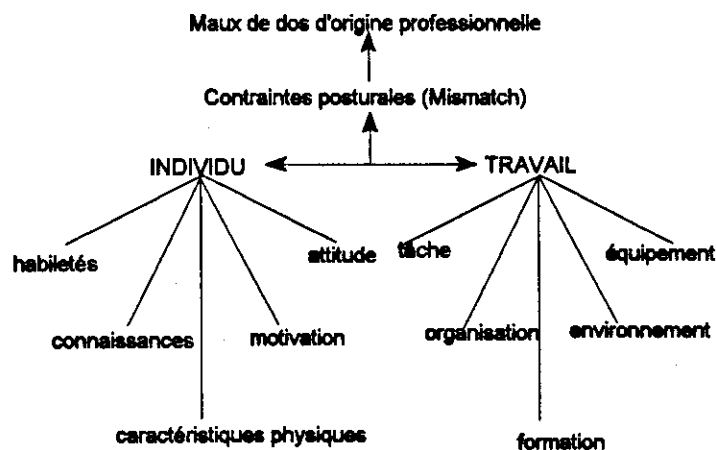 Maux de dos d'origine professionnelle
Contraintes posturales (Mismatch)
INDIVIDU TRAVAIL
habiletés attitude tâche équipement
connaissances motivation organisation environnement
caractéristiques physiques formation